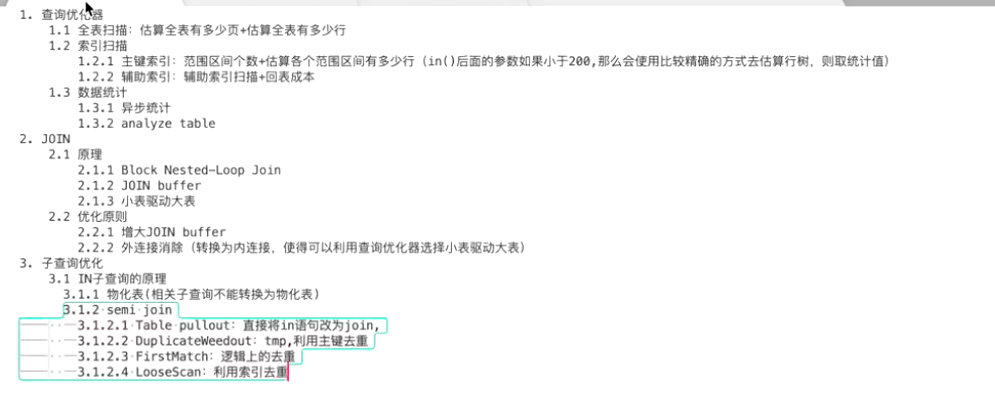 1. 查询优化器
1.1 全表扫描：估算全表有多少页+估算全表有多少行
1.2 索引扫描
1.2.1 主键索引：范围区间个数+估算各个范围区间有多少行（in()后面的参数如果小于200,那么会使用比较精确的方式去估算行树，则取统计值）
1.2.2 辅助索引：辅助索引扫描+回表成本
1.3 数据统计
1.3.1 异步统计
1.3.2 analyze table
2. JOIN
2.1 原理
2.1.1 Block Nested-Loop Join
2.1.2 JOIN buffer
2.1.3 小表驱动大表
2.2 优化原则
2.2.1 增大JOIN buffer
2.2.2 外连接消除（转换为内连接，使得可以利用查询优化器选择小表驱动大表）
3. 子查询优化
3.1 IN子查询的原理
3.1.1 物化表(相关子查询不能转换为物化表)
3.1.2 semi join
3.1.2.1 Table pullout：直接将in语句改为join,
3.1.2.2 DuplicateWeedout：tmp,利用主键去重
3.1.2.3 FirstMatch：逻辑上的去重
3.1.2.4 LooseScan：利用索引去重